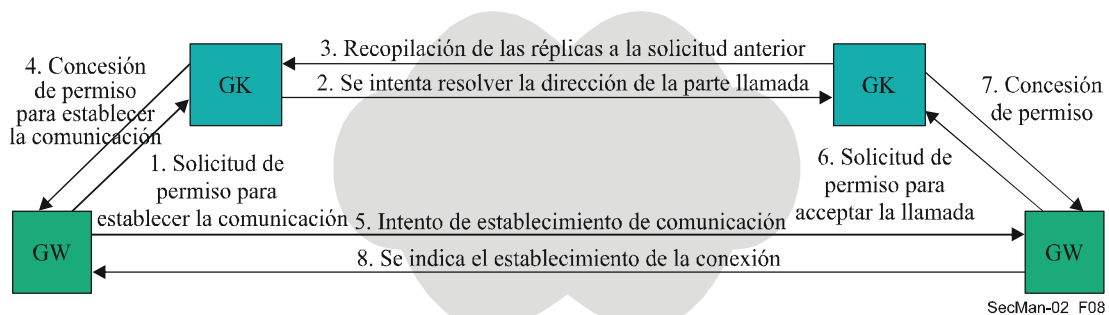 3. Recopilación de las réplicas a la solicitud anterior
4. Concesión
de permiso
para establecer
la comunicación
GK
2. Se intenta resolver la dirección de la parte llamada
GK
7. Concesión
de permiso
1. Solicitud de
permiso para
establecer la comunicación
6. Solicitud de
permiso para
acceptar la llamada
GW
5. Intento de establecimiento de comunicación
GW
8. Se indica el establecimiento de la conexión
SecMan-02_F08